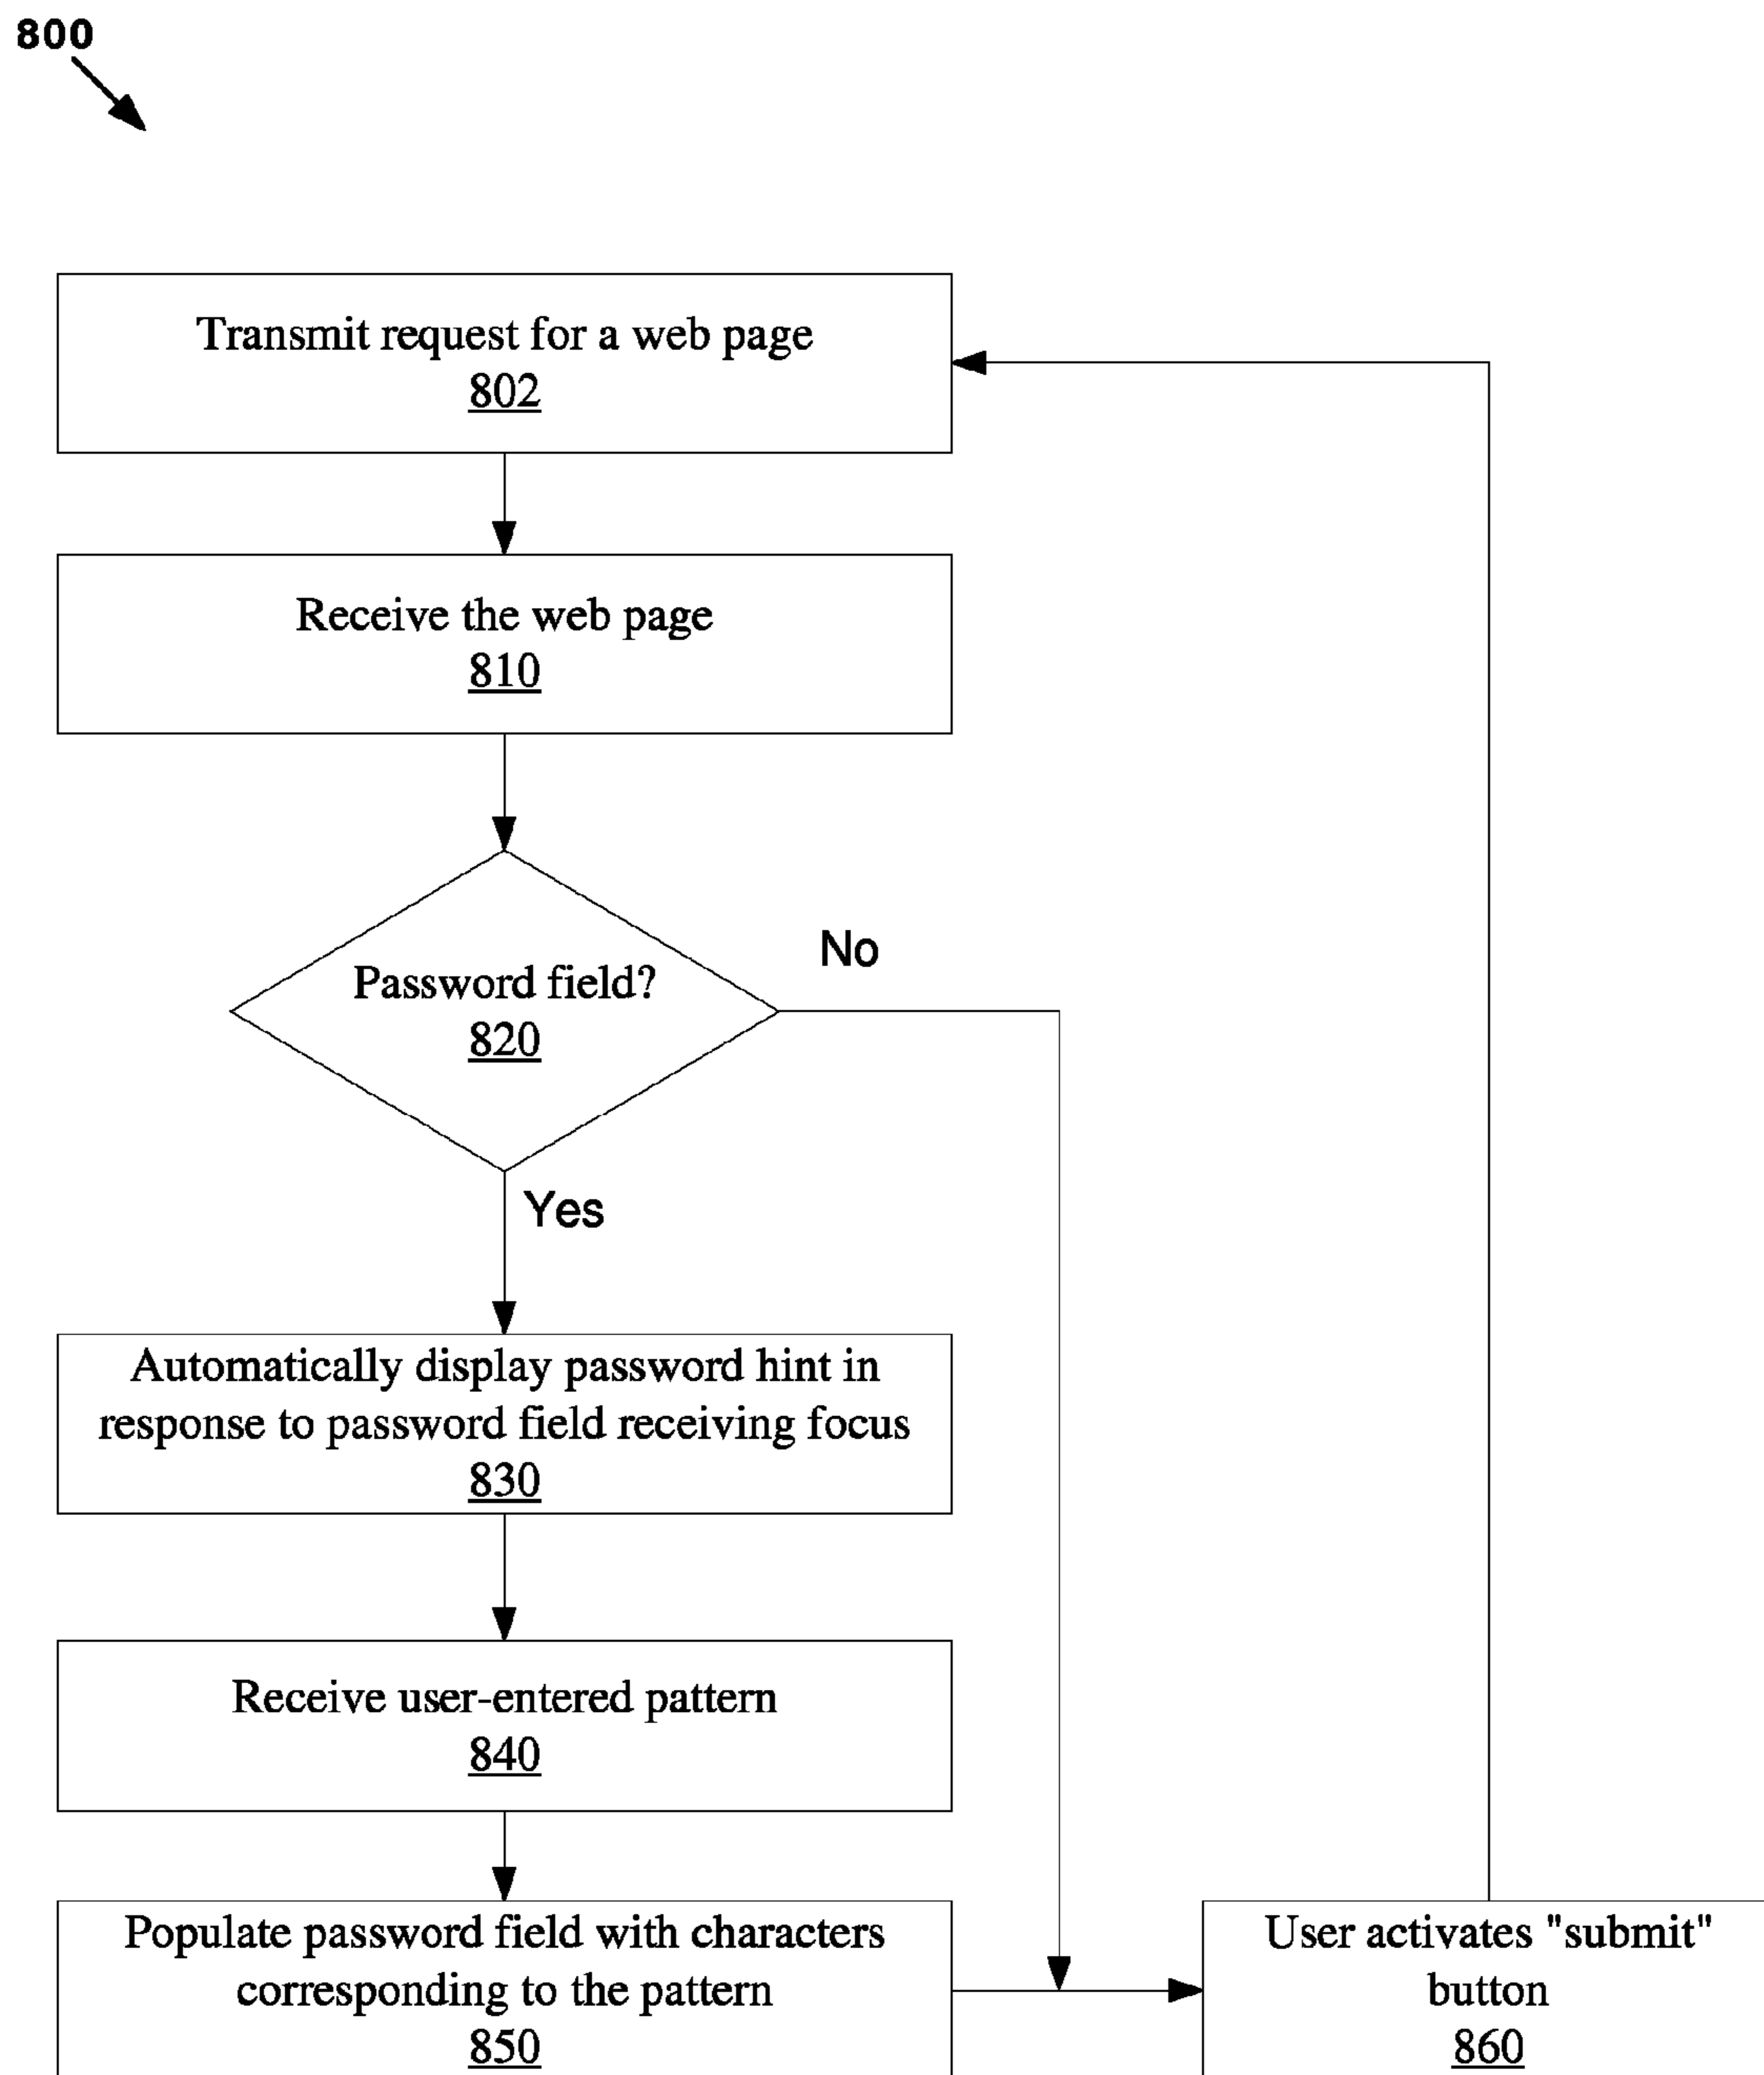 800
Transmit request for a web page
802
Receive the web page
810
Password field?
820
No
Yes
Automatically display password hint in
response to password field receiving focus
830
Receive user-entered pattern
840
Populate password field with characters
corresponding to the pattern
850
User activates "submit"
button
860